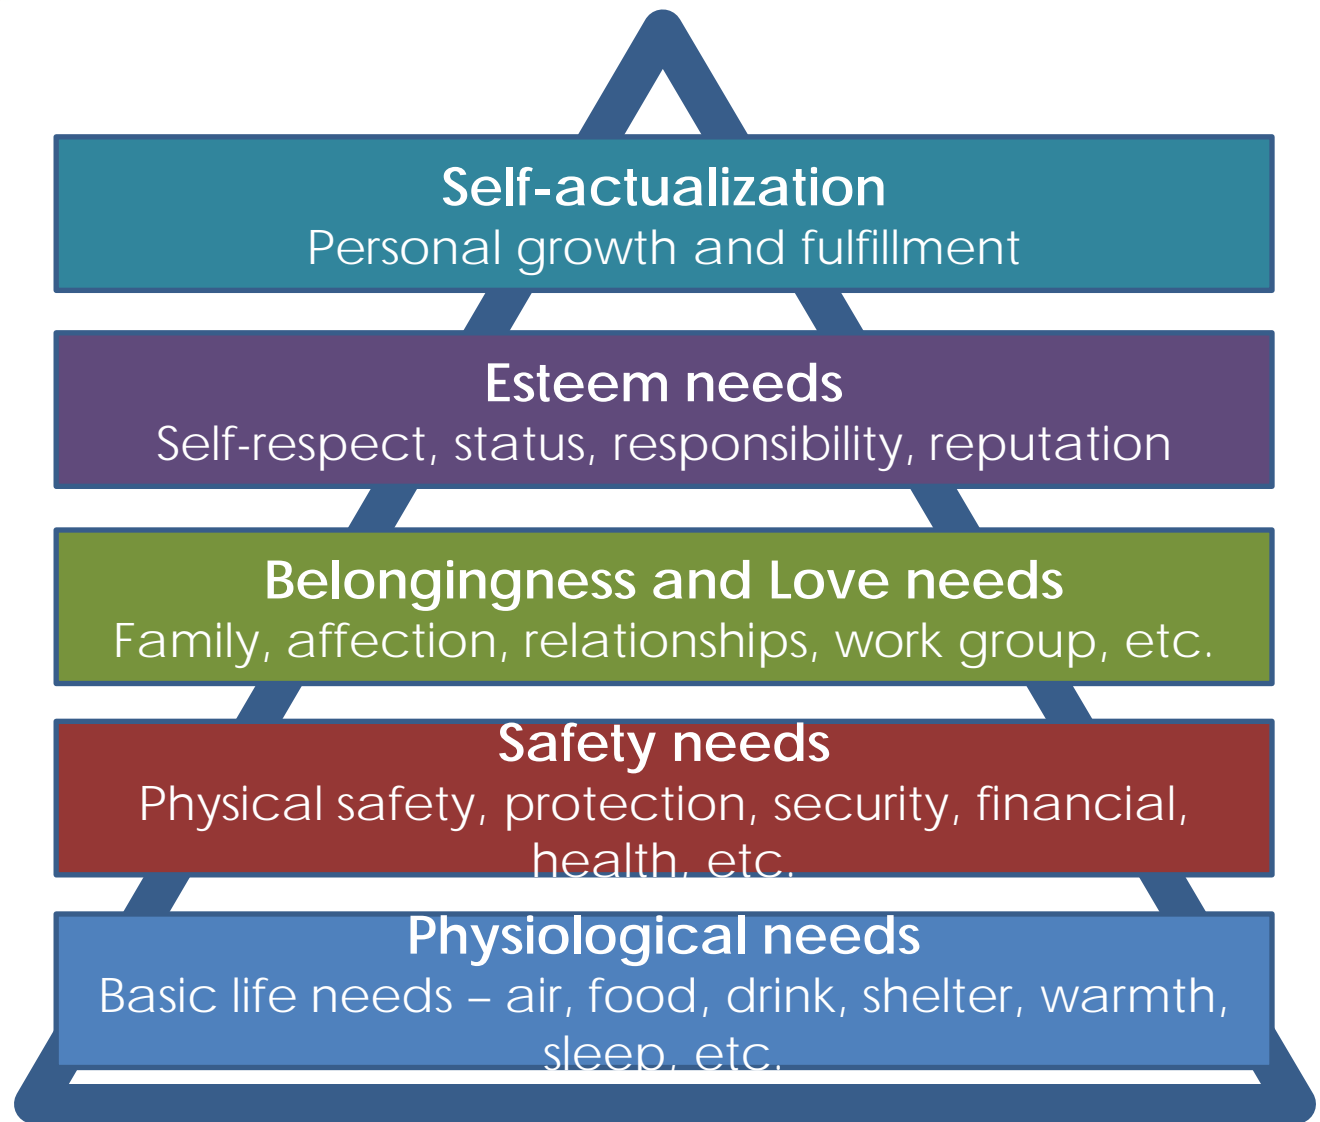 Self-actualization
Personal growth and fulfillment
Esteem needs
Self-respect, status, responsibility, reputation
Belongingness and Love needs
Family, affection, relationships, work group, etc.
Safety needs
Physical safety, protection, security, financial,
health, etc.
Physiological needs
Basic life needs – air, food, drink, shelter, warmth,
sleep, etc.